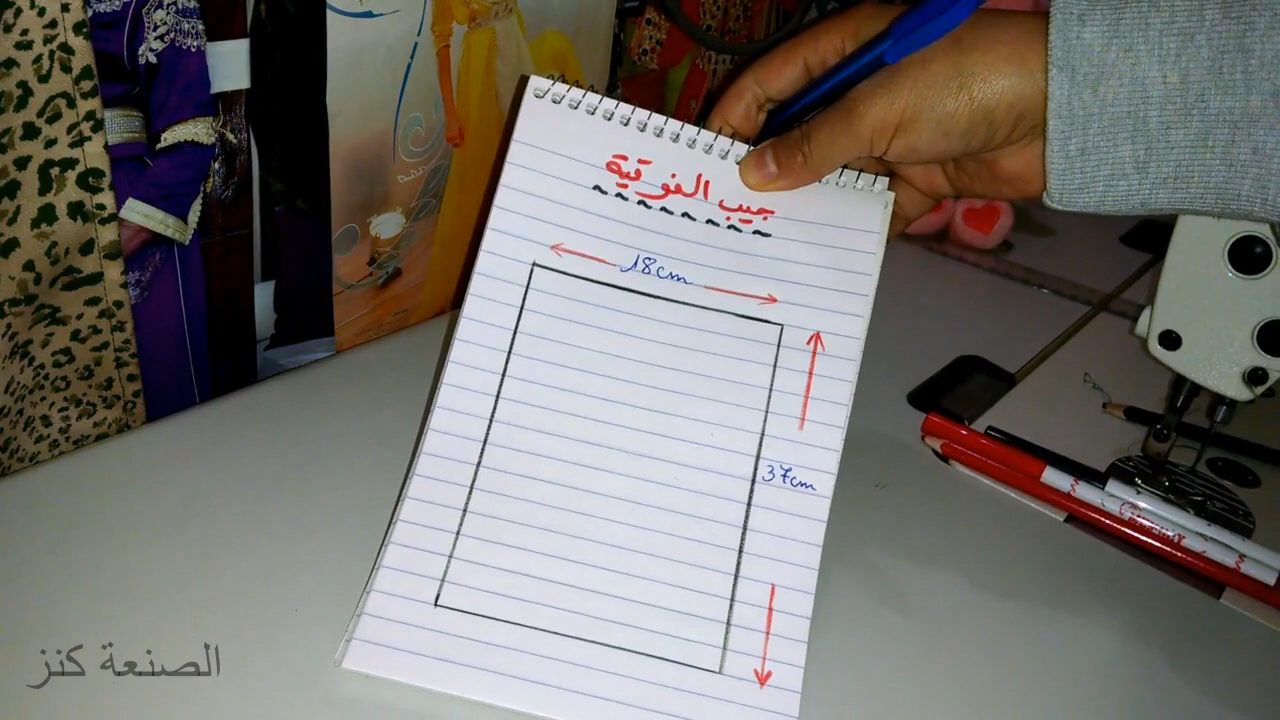 جيب الفوقية
18cm
37cm
الصنعة كنز